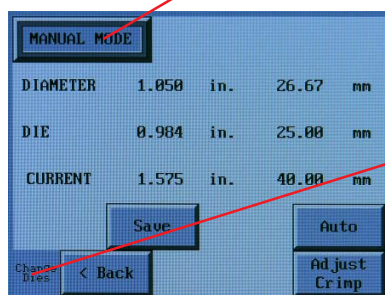 MANUAL MODE
DIAMETER 1.050 in. 26.67 mm
DIE 0.984 in. 25.00 mm
CURRENT 1.575 in. 40.00 mm
Save
Auto
Change
Dies
< Back
Adjust
Crimp